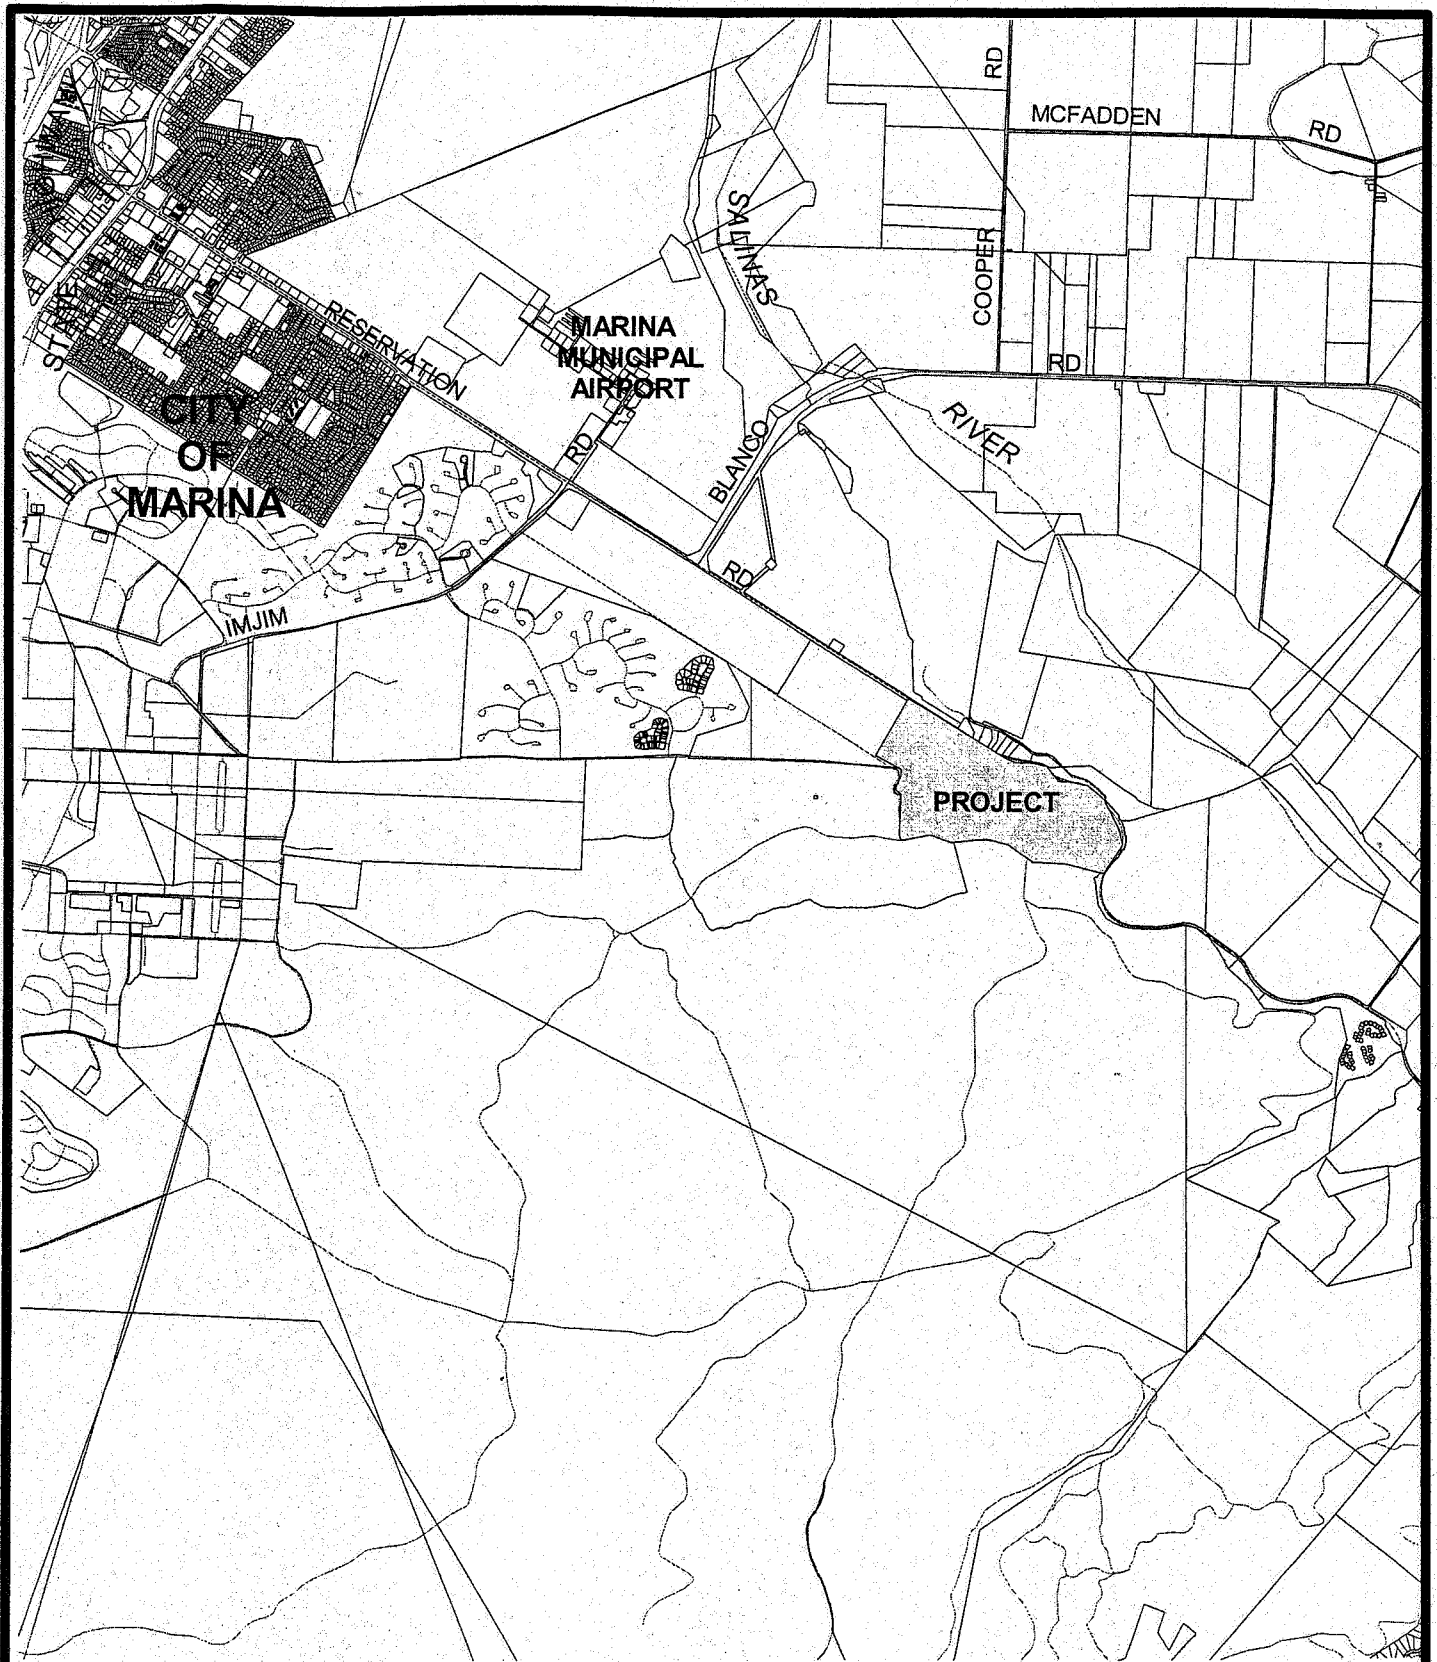 RD
MCFADDEN
RD
HIGHWAY
SALINAS
COOPER
STATE
RESERVATION
MARINA
MUNICIPAL
AIRPORT
RD
CITY
OF
MARINA
RD
BLANCO
RIVER
RD
IMJIM
PROJECT